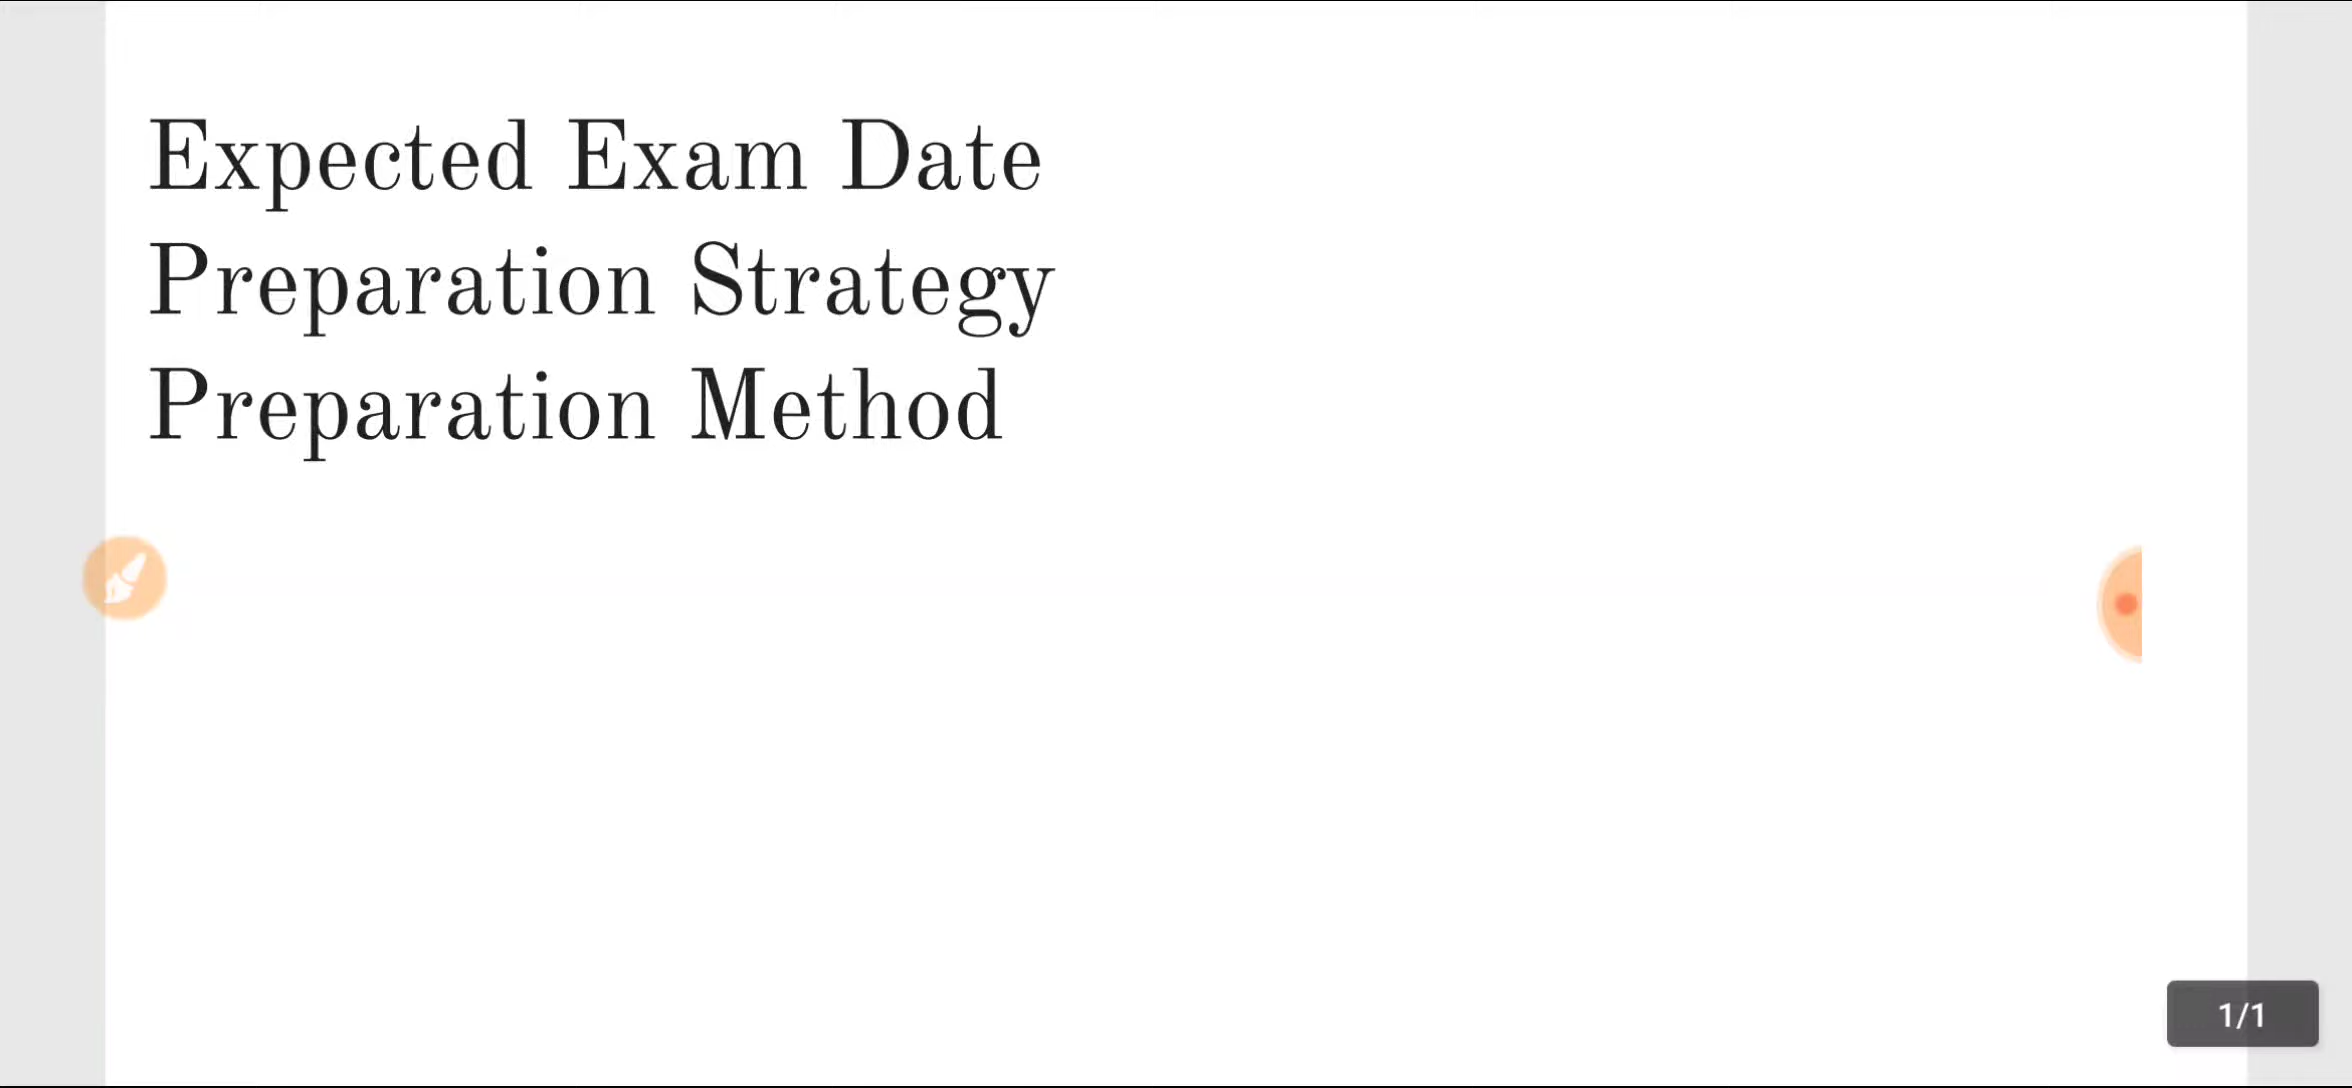 Expected Exam Date
Preparation Strategy
Preparation Method
1/1